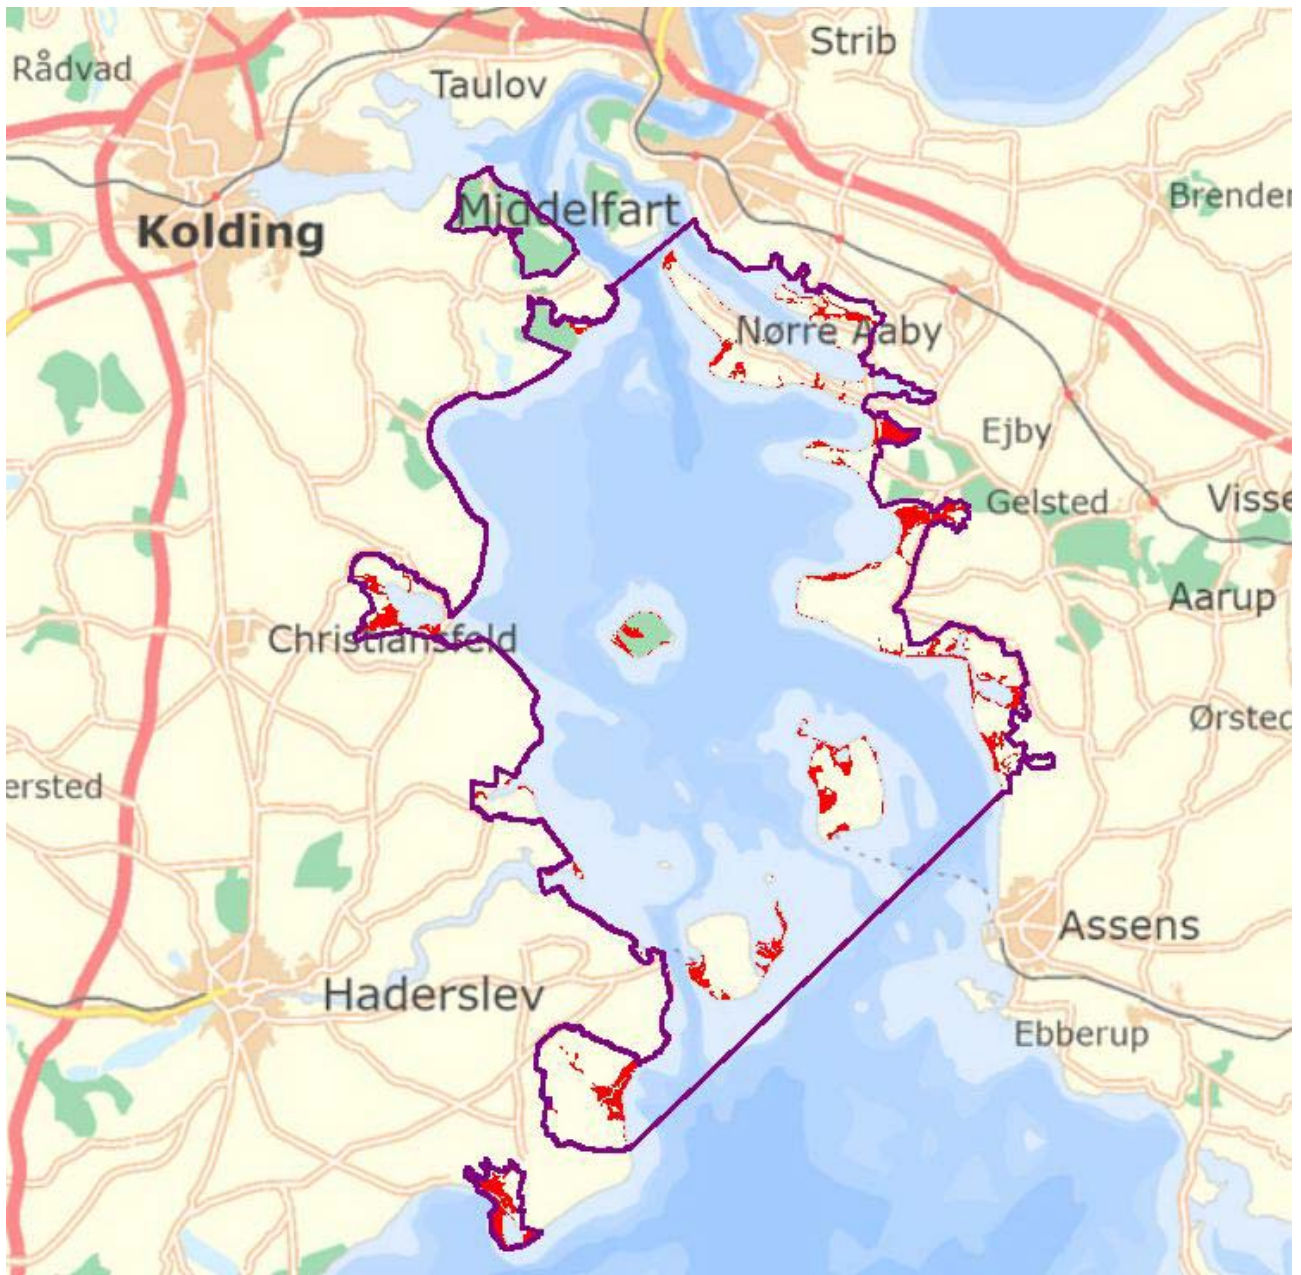 Strib
Rådvad
Taulov
Brender
Middelfart
Kolding
Nørre Aaby
Ejby
Gelsted
Visse
Aarup
Christiansfeld
Ørsted
ersted
Assens
Haderslev
Ebberup